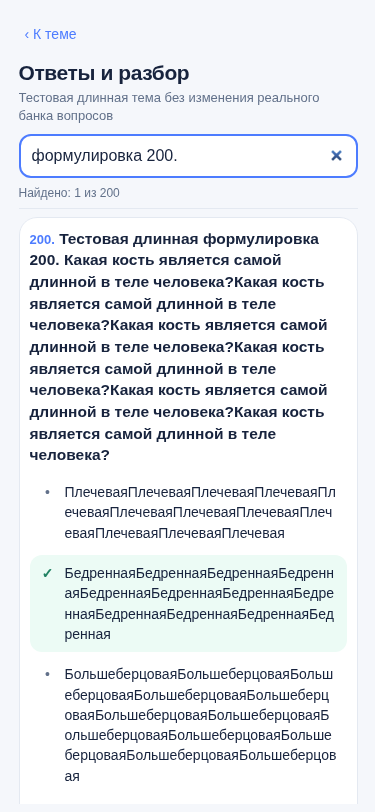 ‹ К теме
Ответы и разбор
Тестовая длинная тема без изменения реального
банка вопросов
формулировка 200.
Найдено: 1 из 200
200. Тестовая длинная формулировка
200. Какая кость является самой
длинной в теле человека?Какая кость
является самой длинной в теле
человека?Какая кость является самой
длинной в теле человека?Какая кость
является самой длинной в теле
человека?Какая кость является самой
длинной в теле человека?Какая кость
является самой длинной в теле
человека?
• ПлечеваяПлечеваяПлечеваяПлечеваяПл
ечеваяПлечеваяПлечеваяПлечеваяПлеч
еваяПлечеваяПлечеваяПлечевая
✓ БедреннаяБедреннаяБедреннаяБедренн
аяБедреннаяБедреннаяБедреннаяБедре
ннаяБедреннаяБедреннаяБедреннаяБед
ренная
• БольшеберцоваяБольшеберцоваяБольш
еберцоваяБольшеберцоваяБольшеберц
оваяБольшеберцоваяБольшеберцоваяБ
ольшеберцоваяБольшеберцоваяБольше
берцоваяБольшеберцоваяБольшеберцов
ая